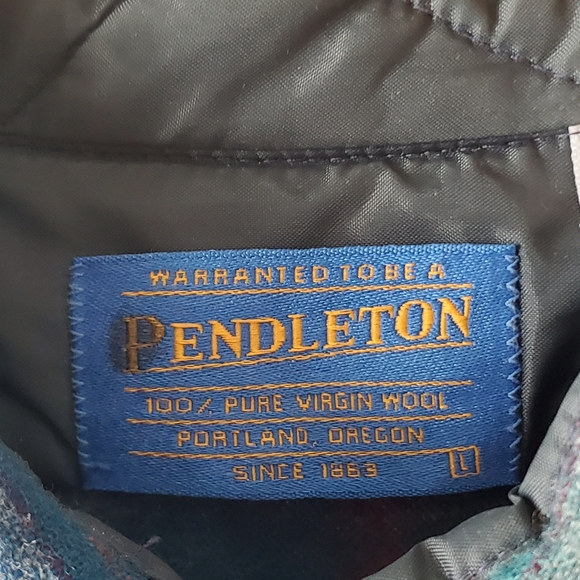 WARRANTED TO BE A
PENDLETON
100% PURE VIRGIN WOOL
PORTLAND, OREGON
SINCE 1863
L